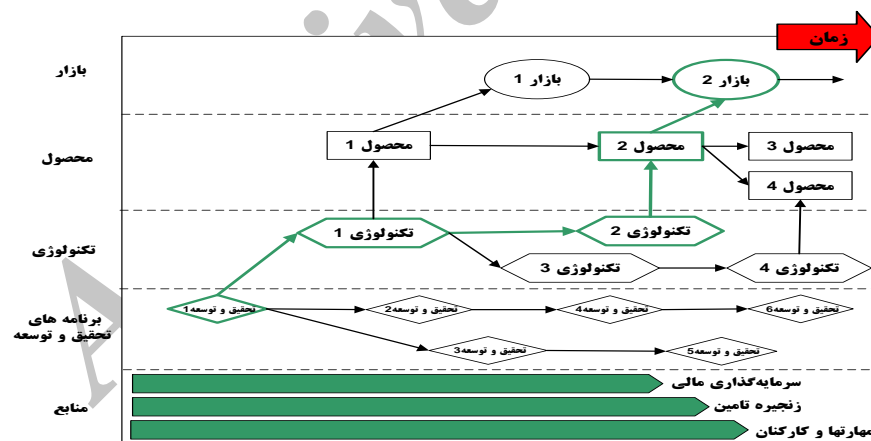 زمان
بازار
بازار 1
بازار 2
محصول
محصول 1
محصول 2
محصول 3
محصول 4
تکنولوژی
تکنولوژی 1
تکنولوژی 2
تکنولوژی 3
تکنولوژی 4
برنامه های
تحقیق و توسعه
تحقیق و توسعه1
تحقیق و توسعه2
تحقیق و توسعه4
تحقیق و توسعه6
تحقیق و توسعه3
تحقیق و توسعه5
منابع
سرمایه‌گذاری مالی
زنجیره تامین
مهارتها و کارکنان